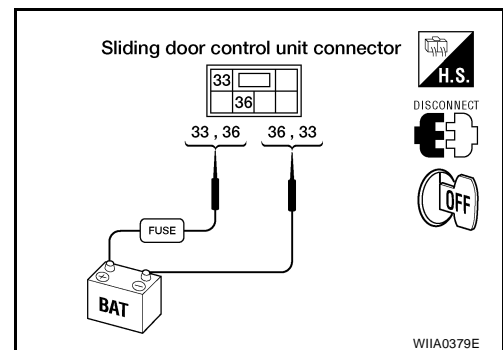 Sliding door control unit connector
33
36
33 , 36
36 , 33
H.S.
DISCONNECT
OFF
FUSE
+
−
BAT
WIIA0379E